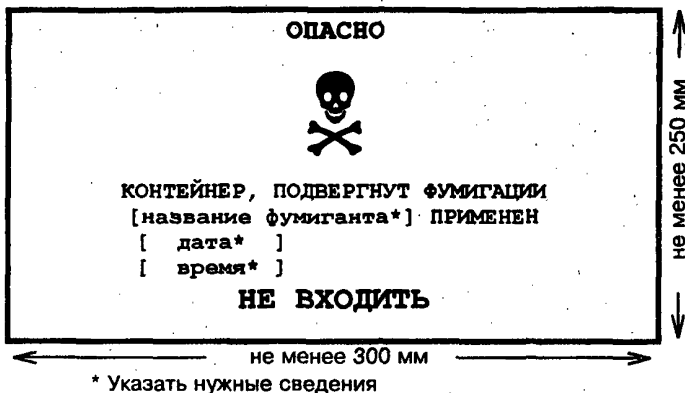 ОПАСНО
КОНТЕЙНЕР, ПОДВЕРГНУТ ФУМИГАЦИИ
[название фумиганта*] ПРИМЕНЕН
[ дата* ]
[ время* ]
НЕ ВХОДИТЬ
не менее 250 мм
не менее 300 мм
* Указать нужные сведения